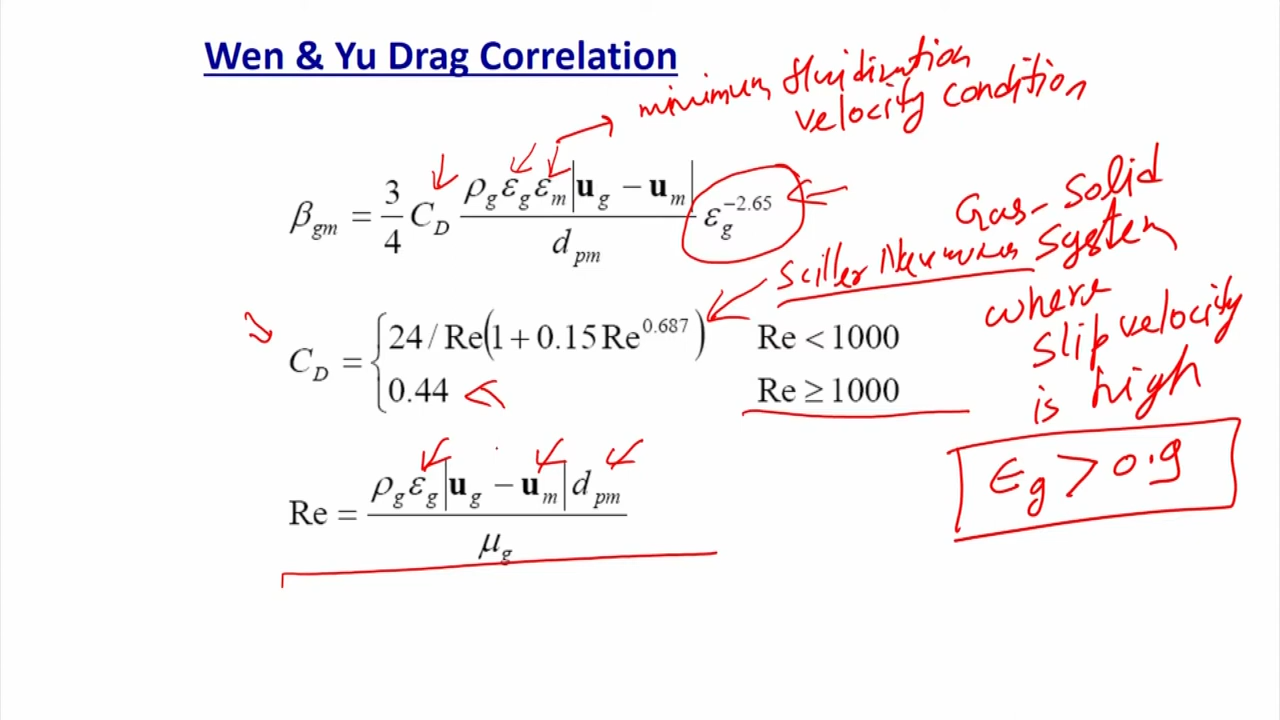 Wen & Yu Drag Correlation
minimum fluidization
velocity condition
β_gm = 3/4 C_D ρ_g ε_g ε_m |u_g − u_m| / d_pm ε_g^−2.65
Gas-Solid
System
where
slip velocity
is high
ε_g > 0.9
Sciller Neumann
C_D = { 24 / Re(1 + 0.15 Re^0.687) Re < 1000
0.44 Re ≥ 1000
Re = ρ_g ε_g |u_g − u_m| d_pm / μ_g